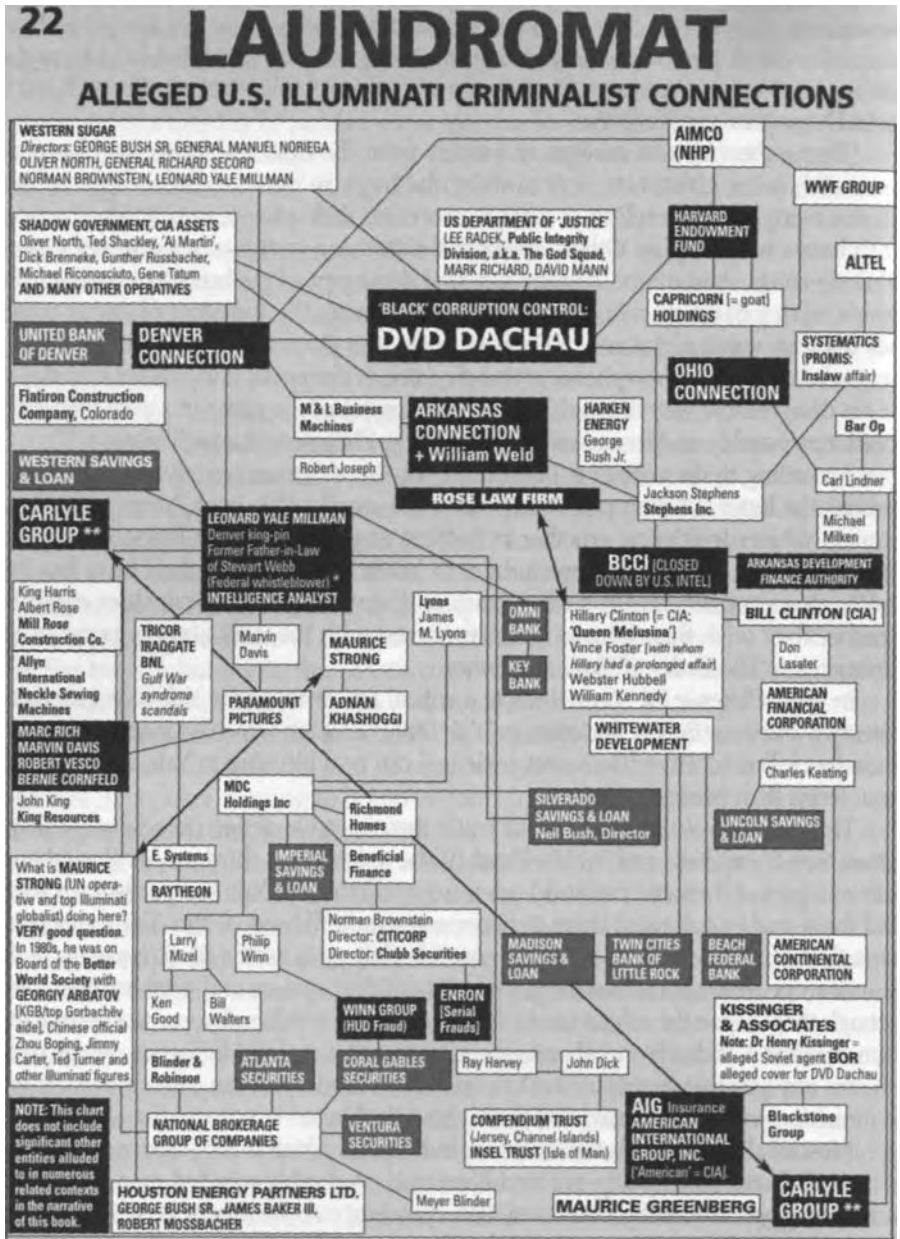 22
LAUNDROMAT
ALLEGED U.S. ILLUMINATI CRIMINALIST CONNECTIONS
WESTERN SUGAR
Directors: GEORGE BUSH SR, GENERAL MANUEL NORIEGA
OLIVER NORTH, GENERAL RICHARD SECORD
NORMAN BROWNSTEIN, LEONARD YALE MILLMAN
AIMCO
(NHP)
WWF GROUP
SHADOW GOVERNMENT, CIA ASSETS
Oliver North, Ted Shackley, 'Al Martin',
Dick Brenneke, Gunther Russbacher,
Michael Riconosciuto, Gene Tatum
AND MANY OTHER OPERATIVES
US DEPARTMENT OF JUSTICE
LEE RADEK, Public Integrity
Division, a.k.a. The God Squad,
MARK RICHARD, DAVID MANN
HARVARD
ENDOWMENT
FUND
ALTEL
CAPRICORN [= goat]
HOLDINGS
'BLACK' CORRUPTION CONTROL:
DVD DACHAU
UNITED BANK
OF DENVER
DENVER
CONNECTION
SYSTEMATICS
(PROMIS:
Inslaw affair)
OHIO
CONNECTION
Flatiron Construction
Company, Colorado
M & L Business
Machines
ARKANSAS
CONNECTION
+ William Weld
HARKEN
ENERGY
George
Bush Jr.
Bar Op
Robert Joseph
WESTERN SAVINGS
& LOAN
Carl Lindner
ROSE LAW FIRM
Jackson Stephens
Stephens Inc.
CARLYLE
GROUP **
LEONARD YALE MILLMAN
Denver king-pin
Former Father-in-Law
of Stewart Webb
(Federal whistleblower).*
INTELLIGENCE ANALYST
Michael
Milken
BCCI [CLOSED
DOWN BY U.S. INTEL]
ARKANSAS DEVELOPMENT
FINANCE AUTHORITY
King Harris
Albert Rose
Mill Rose
Construction Co.
Lyons
James
M. Lyons
OMNI
BANK
Hillary Clinton [= CIA:
'Queen Melusina']
Vince Foster [with whom
Hillary had a prolonged affair]
Webster Hubbell
William Kennedy
BILL CLINTON [CIA]
TRICOR
IRAQGATE
BNL
Gulf War
syndrome
scandals
Marvin
Davis
MAURICE
STRONG
Don
Lasater
Allyn
International
Neckle Sewing
Machines
KEY
BANK
PARAMOUNT
PICTURES
ADNAN
KHASHOGGI
AMERICAN
FINANCIAL
CORPORATION
MARC RICH
MARVIN DAVIS
ROBERT VESCO
BERNIE CORNFELD
WHITEWATER
DEVELOPMENT
Charles Keating
John King
King Resources
MDC
Holdings Inc
Richmond
Homes
SILVERADO
SAVINGS & LOAN
Neil Bush, Director
LINCOLN SAVINGS
& LOAN
What is MAURICE
STRONG (UN opera-
tive and top Illuminati
globalist) doing here?
VERY good question.
In 1980s, he was on
Board of the Better
World Society with
GEORGIY ARBATOV
[KGB/top Gorbachëv
aide], Chinese official
Zhou Boping, Jimmy
Carter, Ted Turner and
other Illuminati figures
E. Systems
RAYTHEON
IMPERIAL
SAVINGS
& LOAN
Beneficial
Finance
Norman Brownstein
Director: CITICORP
Director: Chubb Securities
Larry
Mizel
Philip
Winn
MADISON
SAVINGS &
LOAN
TWIN CITIES
BANK OF
LITTLE ROCK
BEACH
FEDERAL
BANK
AMERICAN
CONTINENTAL
CORPORATION
Ken
Good
Bill
Walters
WINN GROUP
(HUD Fraud)
ENRON
[Serial
Frauds]
KISSINGER
& ASSOCIATES
Note: Dr Henry Kissinger =
alleged Soviet agent BOR
alleged cover for DVD Dachau
Blinder &
Robinson
ATLANTA
SECURITIES
CORAL GABLES
SECURITIES
Ray Harvey
John Dick
NOTE: This chart
does not include
significant other
entities alluded
to in numerous
related contexts
in the narrative
of this book.
NATIONAL BROKERAGE
GROUP OF COMPANIES
VENTURA
SECURITIES
COMPENDIUM TRUST
(Jersey, Channel Islands)
INSEL TRUST (Isle of Man)
AIG Insurance
AMERICAN
INTERNATIONAL
GROUP, INC.
['American' = CIA].
Blackstone
Group
HOUSTON ENERGY PARTNERS LTD.
GEORGE BUSH SR., JAMES BAKER III,
ROBERT MOSSBACHER
Meyer Blinder
MAURICE GREENBERG
CARLYLE
GROUP **